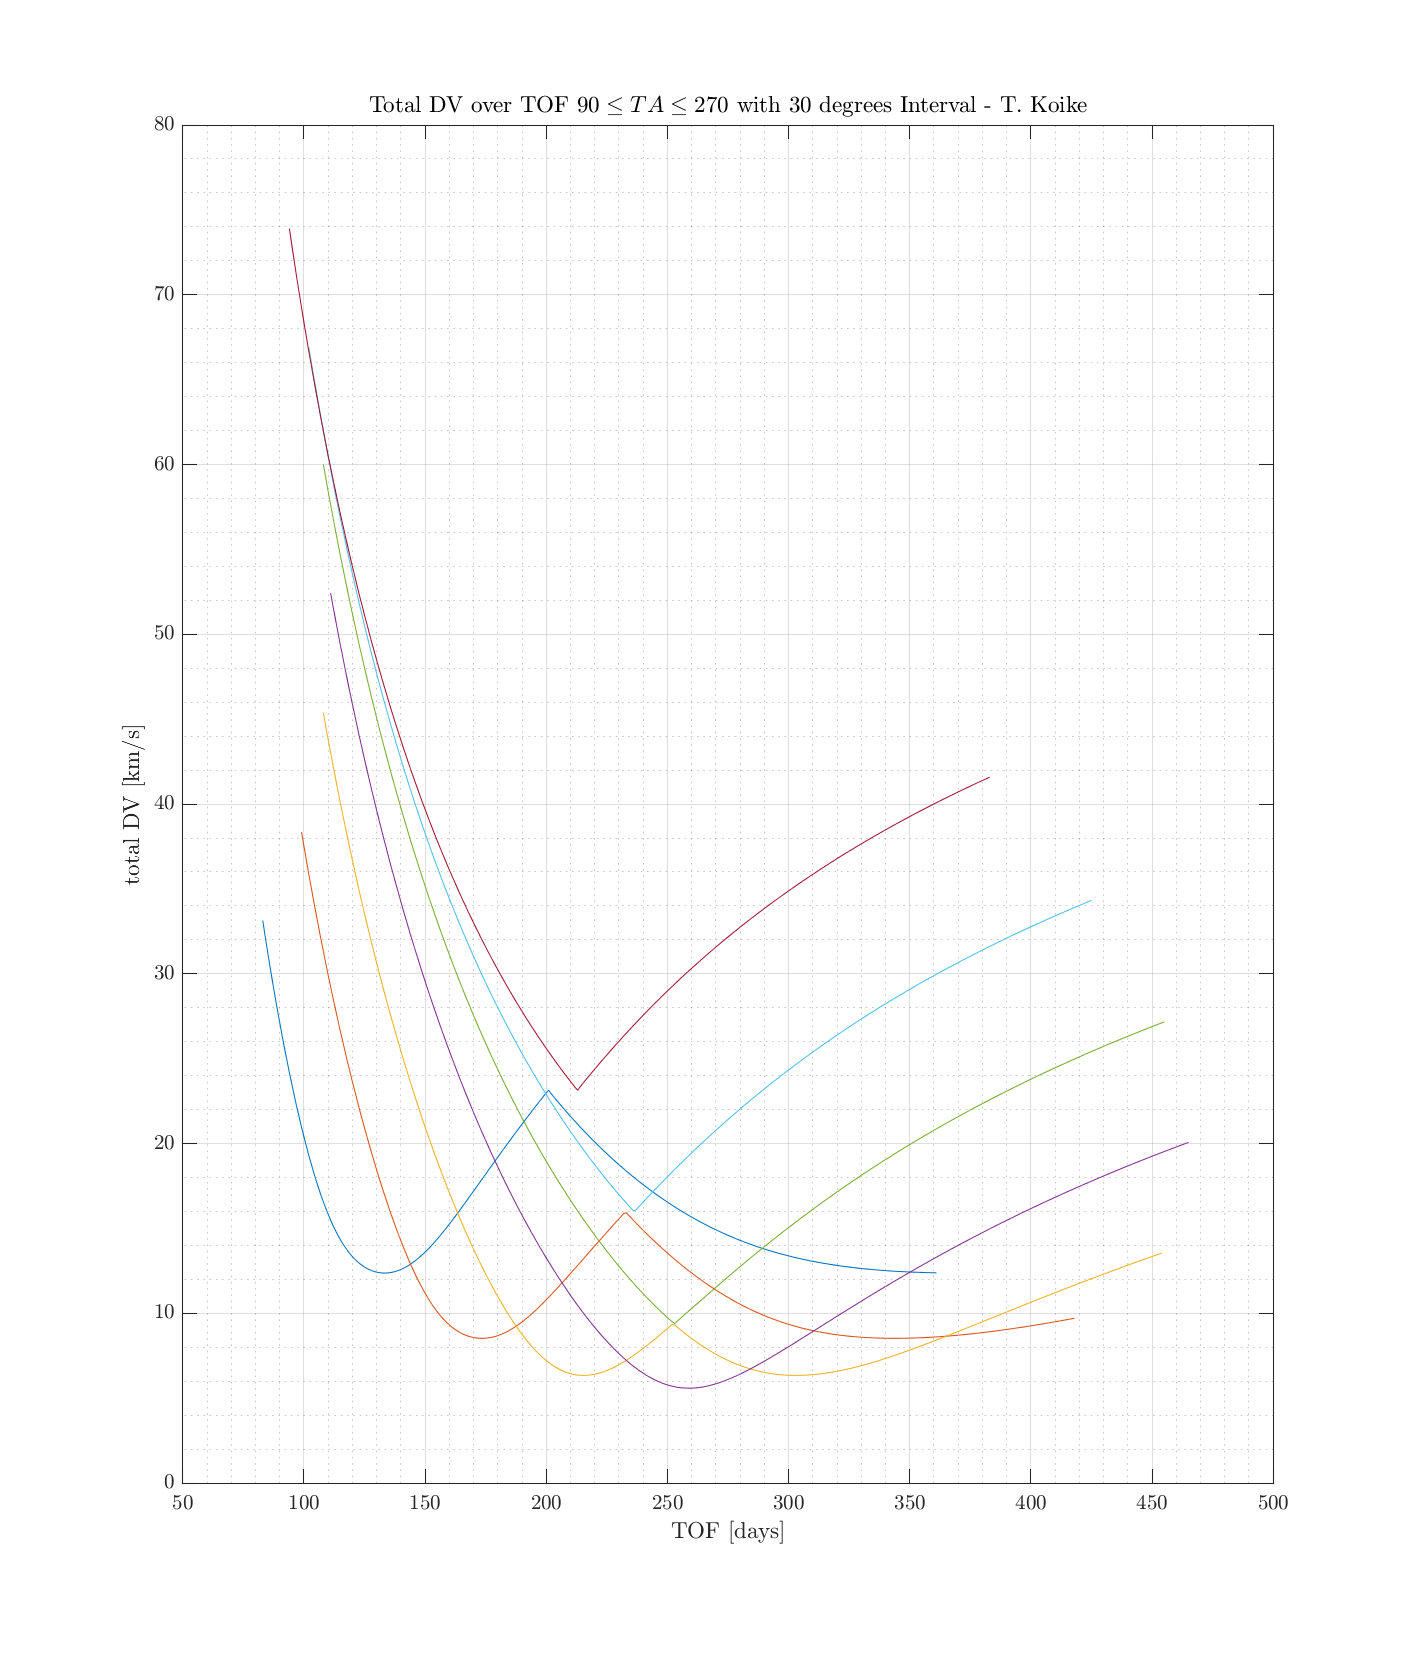 Total DV over TOF 90 ≤ TA ≤ 270 with 30 degrees Interval - T. Koike
80
70
60
50
40
30
20
10
0
total DV [km/s]
50 100 150 200 250 300 350 400 450 500
TOF [days]